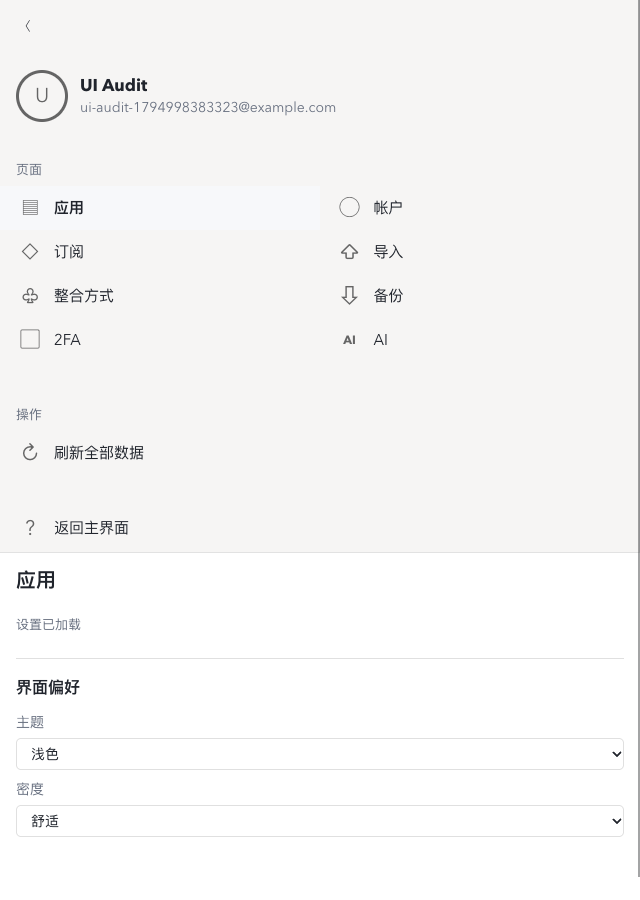 U
UI Audit
ui-audit-1794998383323@example.com
页面
应用
帐户
订阅
导入
整合方式
备份
2FA
AI AI
操作
刷新全部数据
? 返回主界面
应用
设置已加载
界面偏好
主题
浅色
密度
舒适